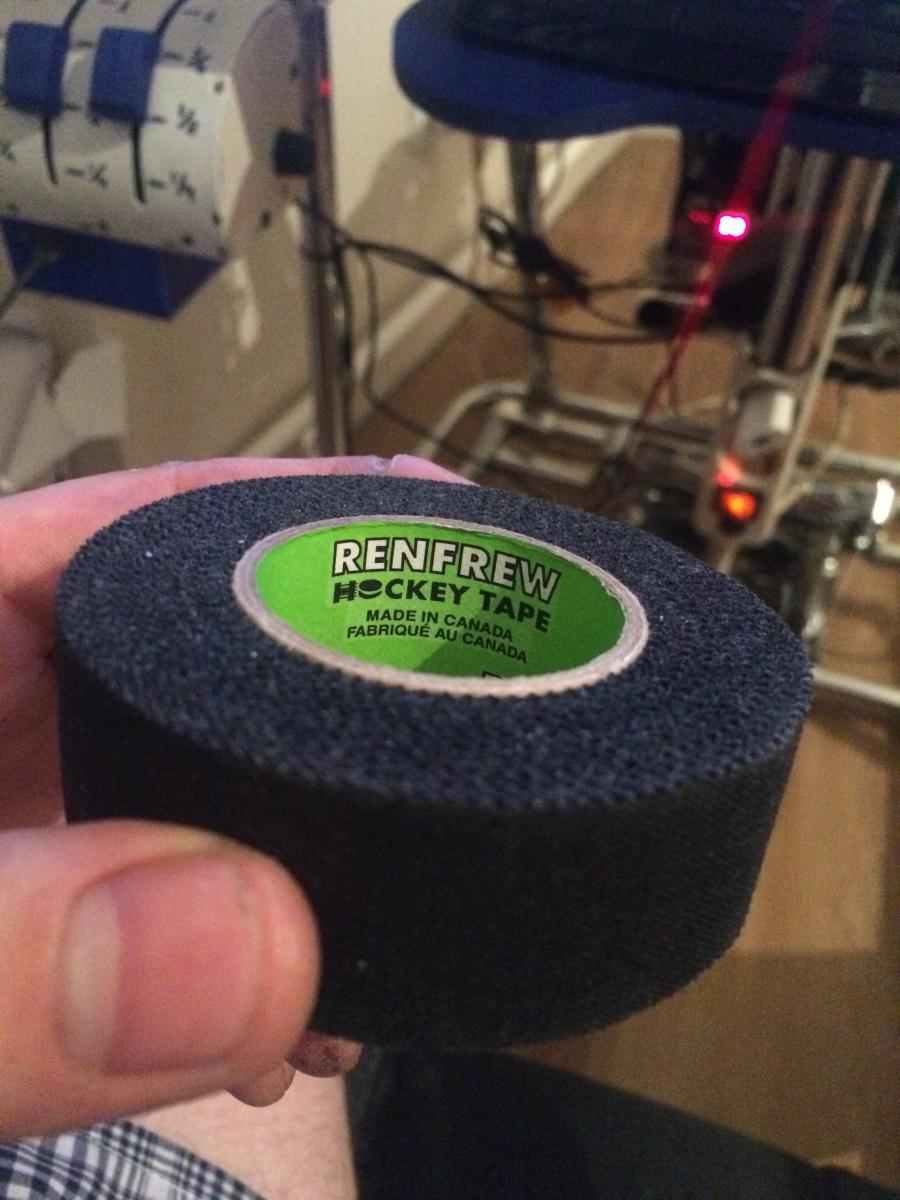 RENFREW
HOCKEY TAPE
MADE IN CANADA
FABRIQUÉ AU CANADA